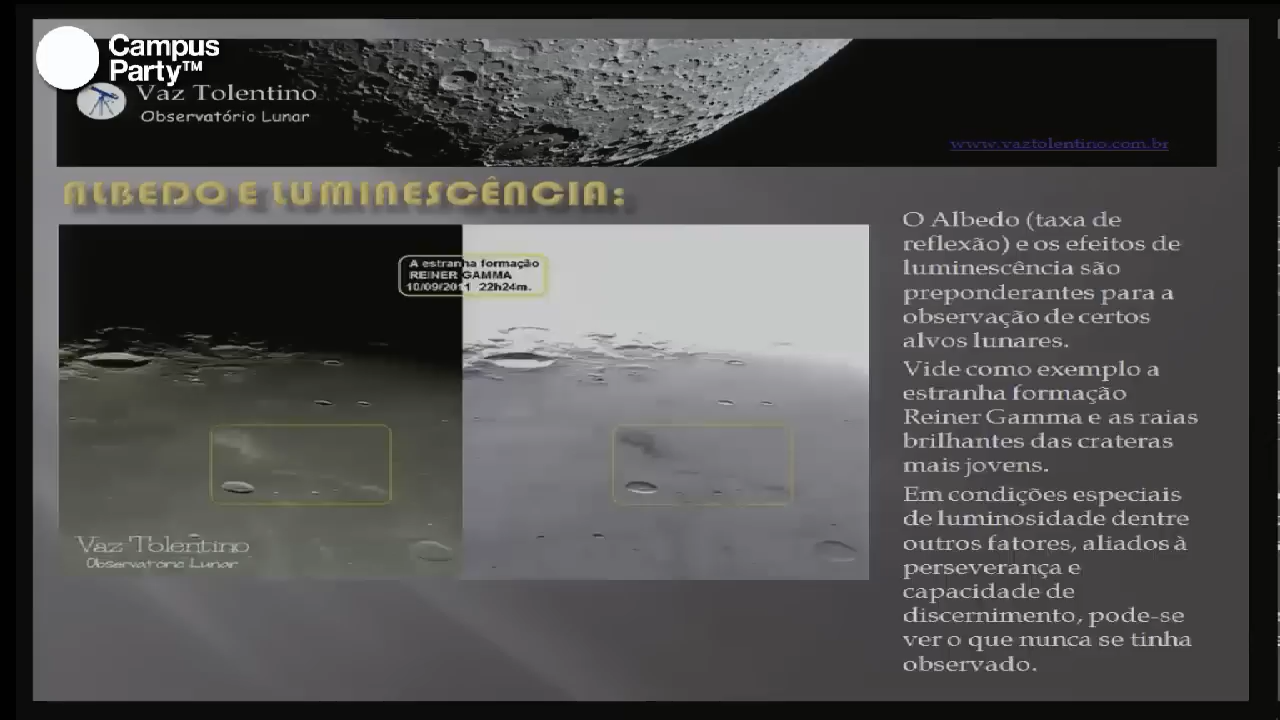 Campus
Party™
Vaz Tolentino
Observatório Lunar
www.vaztolentino.com.br
ALBEDO E LUMINESCÊNCIA:
A estranha formação
REINER GAMMA
10/09/2011 22h24m.
Vaz Tolentino
Observatório Lunar
O Albedo (taxa de
reflexão) e os efeitos de
luminescência são
preponderantes para a
observação de certos
alvos lunares.
Vide como exemplo a
estranha formação
Reiner Gamma e as raias
brilhantes das crateras
mais jovens.
Em condições especiais
de luminosidade dentre
outros fatores, aliados à
perseverança e
capacidade de
discernimento, pode-se
ver o que nunca se tinha
observado.